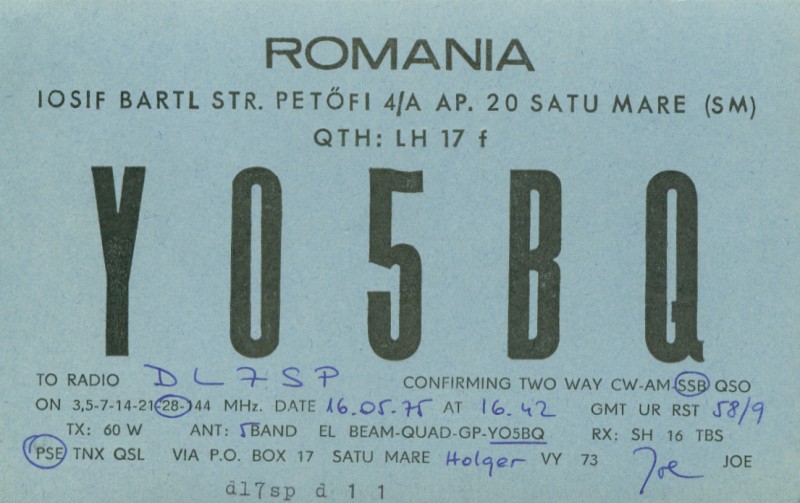 ROMANIA
IOSIF BARTL STR. PETŐFI 4/A AP. 20 SATU MARE (SM)
QTH: LH 17 f
YO5BQ
TO RADIO DL7SP CONFIRMING TWO WAY CW-AM-SSB QSO
ON 3,5-7-14-21-28-144 MHz. DATE 16.05.75 AT 16.42 GMT UR RST 58/9
TX: 60 W ANT: 5BAND EL BEAM-QUAD-GP-YO5BQ RX: SH 16 TBS
PSE TNX QSL VIA P.O. BOX 17 SATU MARE Holger VY 73 Joe JOE
dl7sp d 1 1